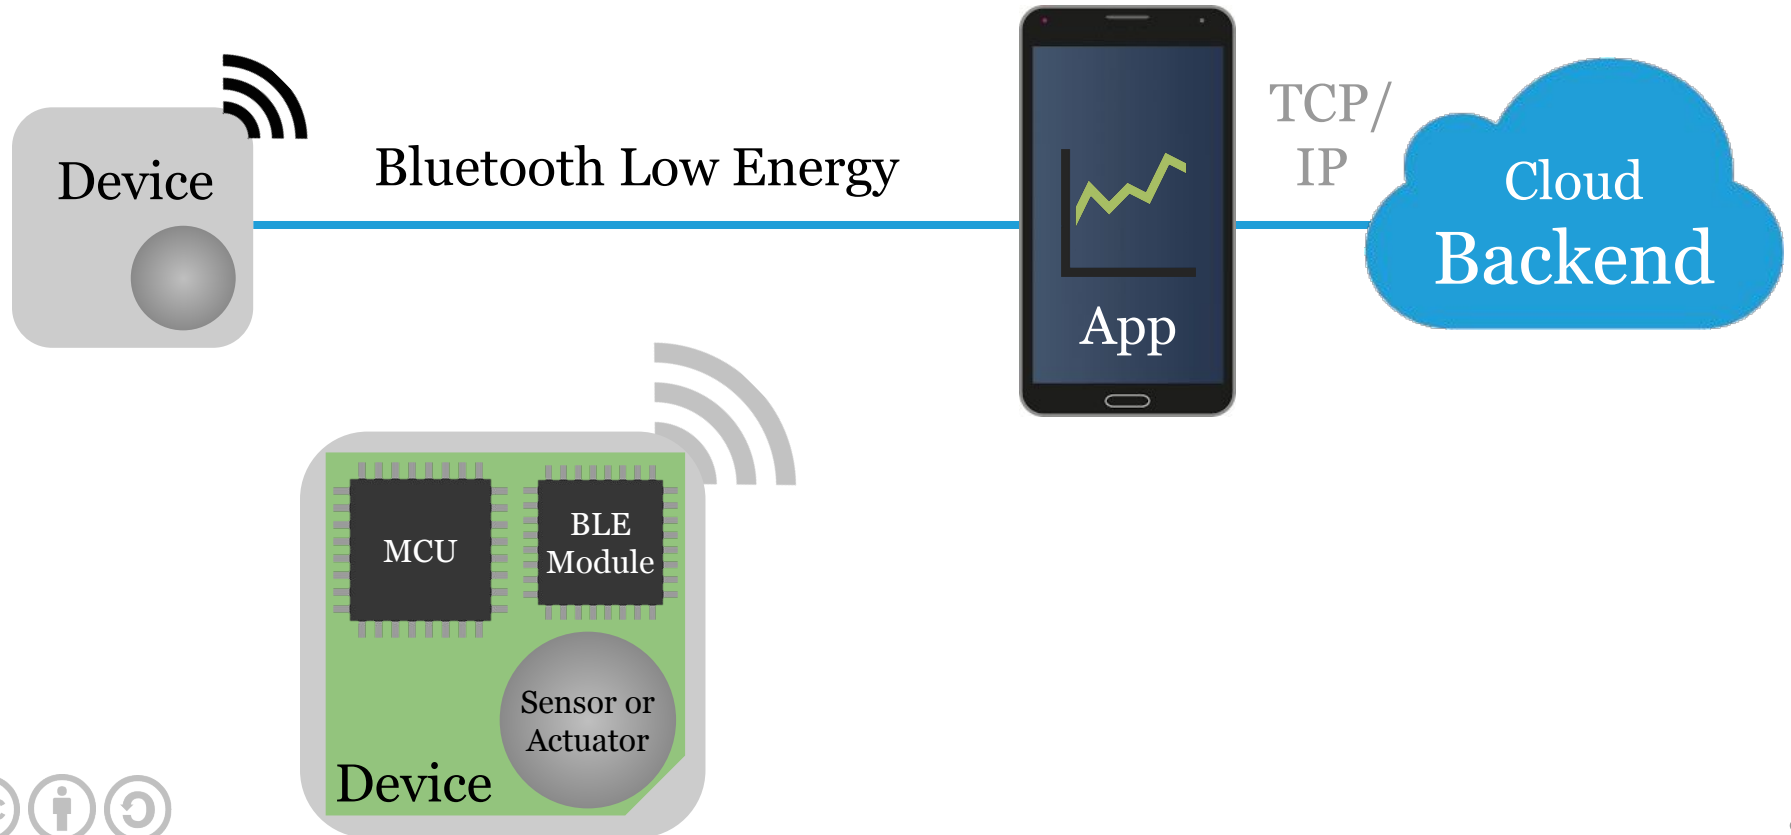 Device
Bluetooth Low Energy
App
TCP/
IP
Cloud
Backend
MCU
BLE
Module
Sensor or
Actuator
Device